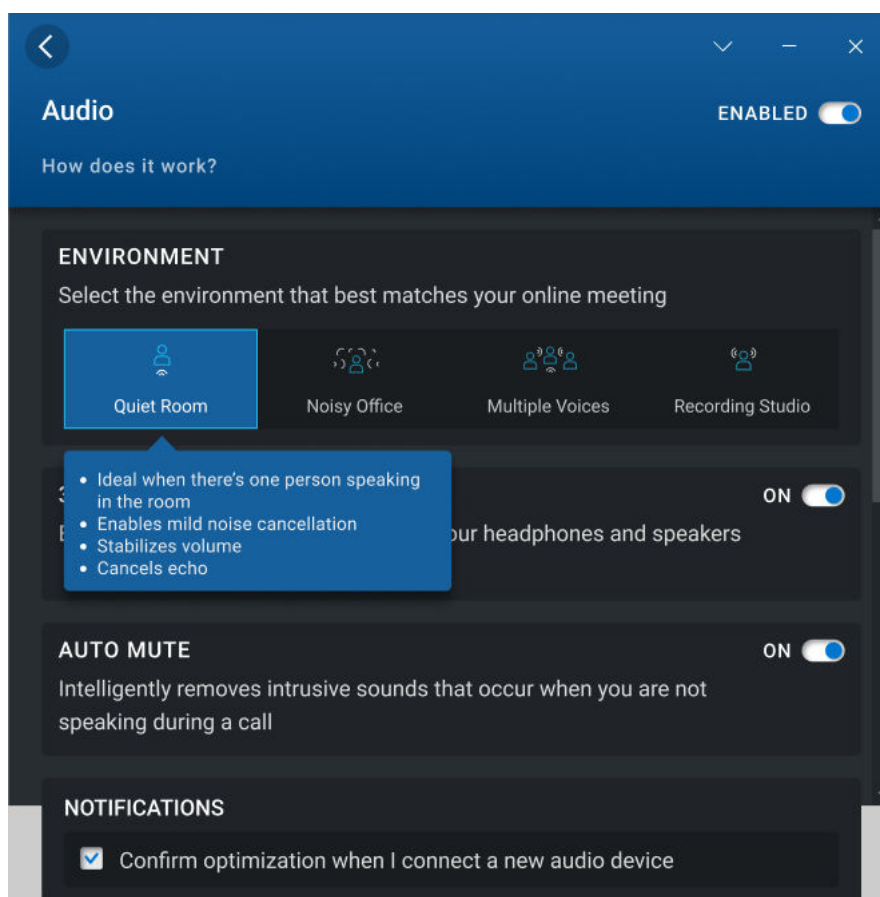 Audio
ENABLED
How does it work?
ENVIRONMENT
Select the environment that best matches your online meeting
Quiet Room
Noisy Office
Multiple Voices
Recording Studio
• Ideal when there's one person speaking
in the room
• Enables mild noise cancellation
• Stabilizes volume
• Cancels echo
ON
headphones and speakers
AUTO MUTE
ON
Intelligently removes intrusive sounds that occur when you are not
speaking during a call
NOTIFICATIONS
Confirm optimization when I connect a new audio device